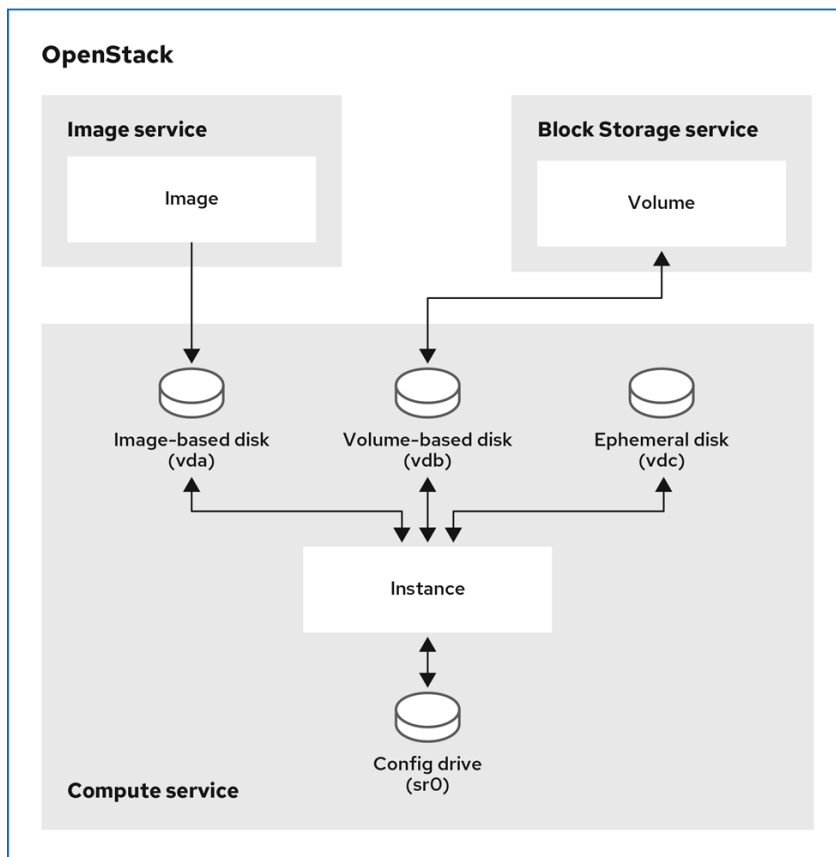 OpenStack
Image service
Block Storage service
Image
Volume
Image-based disk
(vda)
Volume-based disk
(vdb)
Ephemeral disk
(vdc)
Instance
Config drive
(sr0)
Compute service